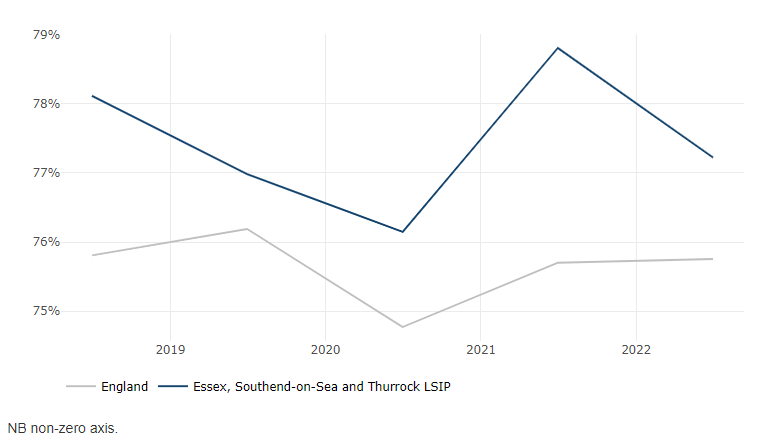 79%
78%
77%
76%
75%
2019 2020 2021 2022
England Essex, Southend-on-Sea and Thurrock LSIP
NB non-zero axis.